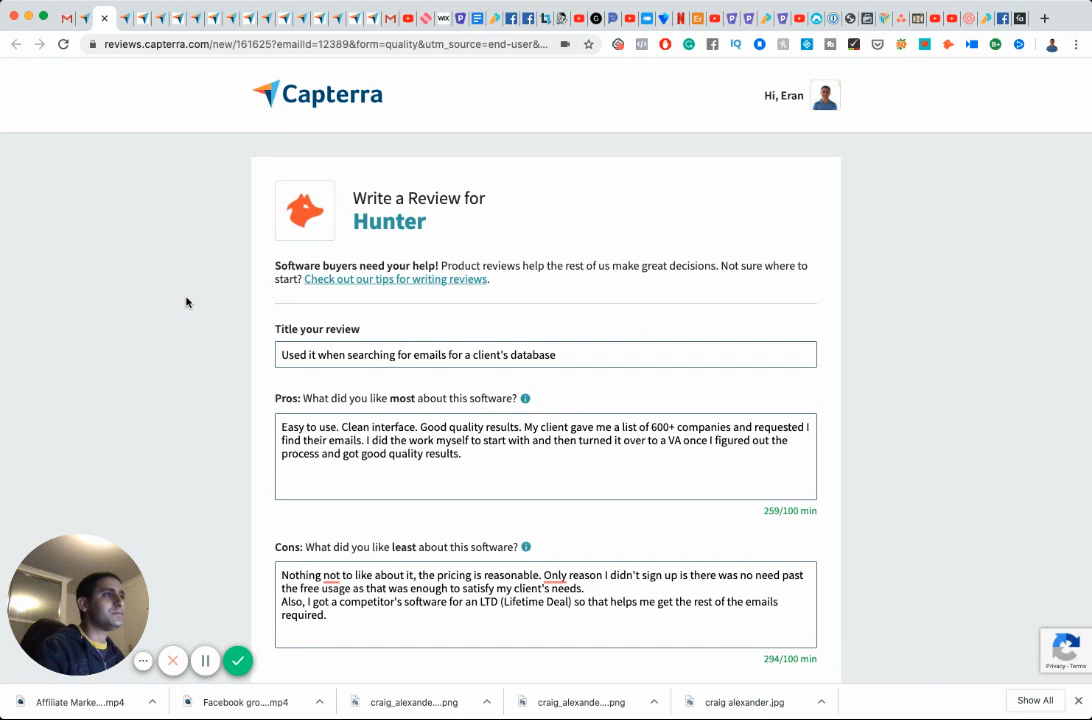 WIX
reviews.capterra.com/new/161625?emailId=12389&form=quality&utm_source=end-user&...
Capterra
Hi, Eran
Write a Review for
Hunter
Software buyers need your help! Product reviews help the rest of us make great decisions. Not sure where to
start? Check out our tips for writing reviews.
Title your review
Used it when searching for emails for a client's database
Pros: What did you like most about this software?
Easy to use. Clean interface. Good quality results. My client gave me a list of 600+ companies and requested I
find their emails. I did the work myself to start with and then turned it over to a VA once I figured out the
process and got good quality results.
259/100 min
Cons: What did you like least about this software?
Nothing not to like about it, the pricing is reasonable. Only reason I didn't sign up is there was no need past
the free usage as that was enough to satisfy my client's needs.
Also, I got a competitor's software for an LTD (Lifetime Deal) so that helps me get the rest of the emails
required.
294/100 min
Privacy - Terms
Affiliate Marke....mp4
Facebook gro....mp4
craig_alexande....png
craig_alexande....png
craig alexander.jpg
Show All